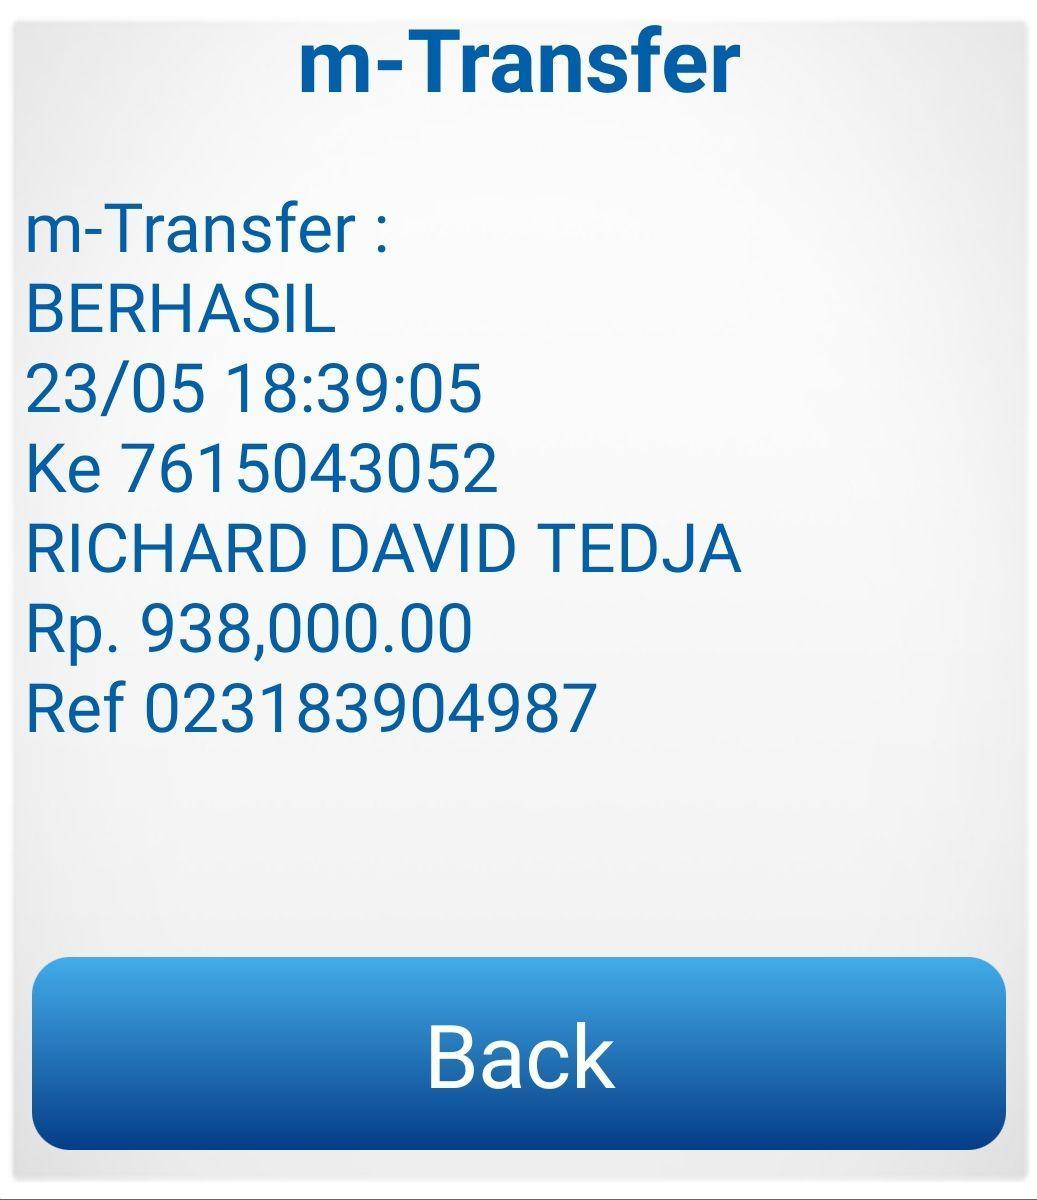 m-Transfer
m-Transfer :
BERHASIL
23/05 18:39:05
Ke 7615043052
RICHARD DAVID TEDJA
Rp. 938,000.00
Ref 023183904987
Back